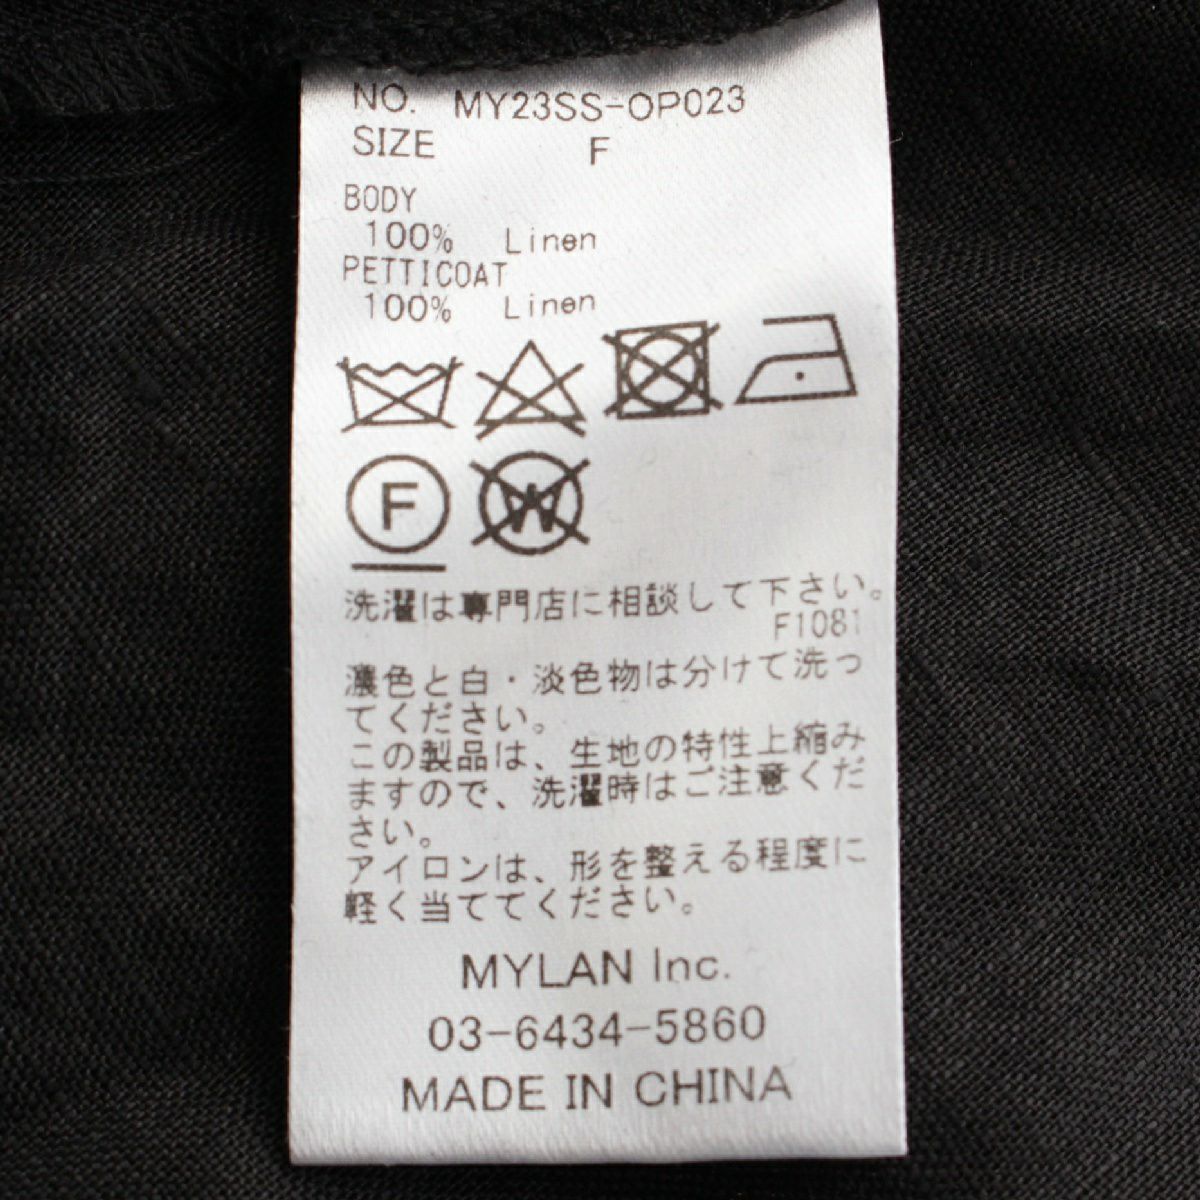 NO. MY23SS-OP023
SIZE F
BODY
100% Linen
PETTICOAT
100% Linen
F W
洗濯は専門店に相談して下さい。
F1081
濃色と白・淡色物は分けて洗っ
てください。
この製品は、生地の特性上縮み
ますので、洗濯時はご注意くだ
さい。
アイロンは、形を整える程度に
軽く当ててください。
MYLAN Inc.
03-6434-5860
MADE IN CHINA